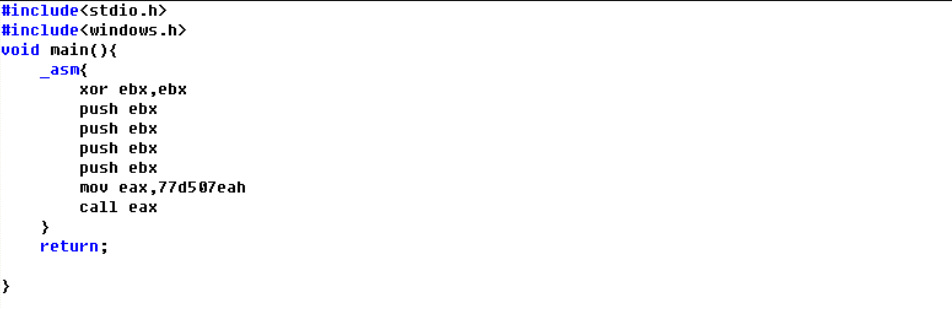 #include<stdio.h>
#include<windows.h>
void main(){
    _asm{
        xor ebx,ebx
        push ebx
        push ebx
        push ebx
        push ebx
        mov eax,77d507eah
        call eax
    }
    return;
}